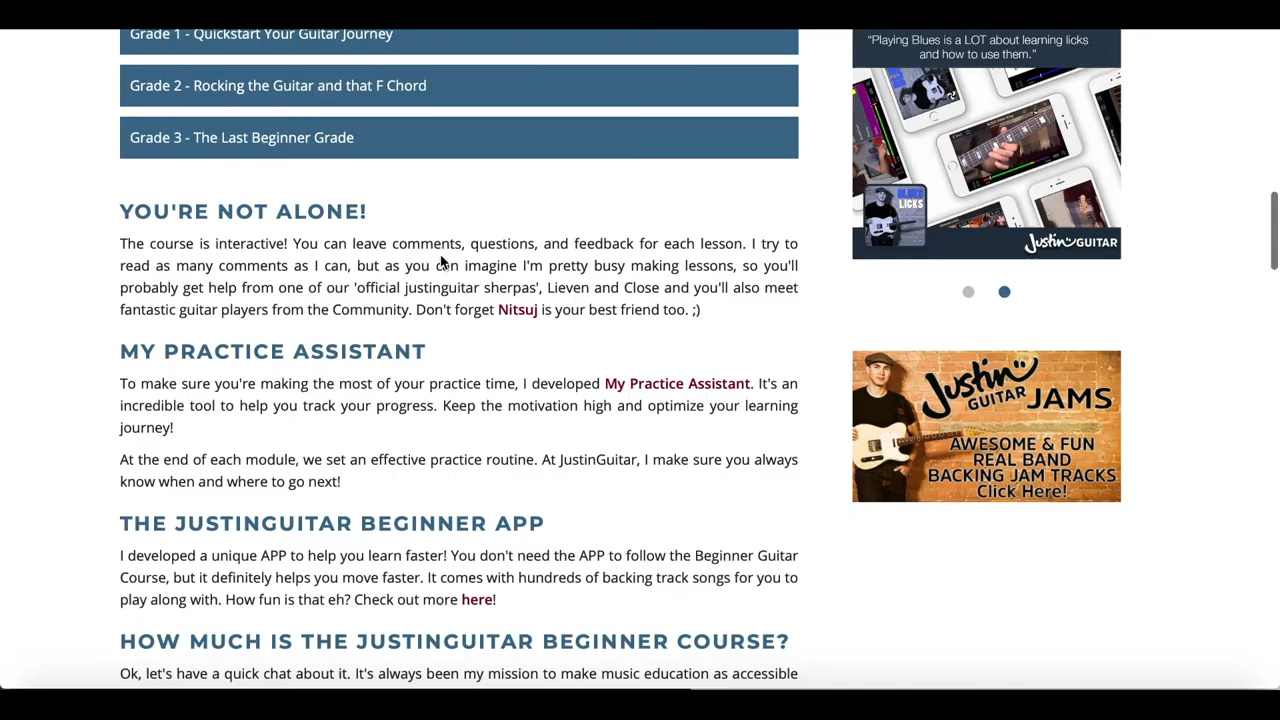 Grade 1 - Quickstart Your Guitar Journey
Grade 2 - Rocking the Guitar and that F Chord
Grade 3 - The Last Beginner Grade
YOU'RE NOT ALONE!
The course is interactive! You can leave comments, questions, and feedback for each lesson. I try to
read as many comments as I can, but as you can imagine I'm pretty busy making lessons, so you'll
probably get help from one of our 'official justinguitar sherpas', Lieven and Close and you'll also meet
fantastic guitar players from the Community. Don't forget Nitsuj is your best friend too. ;)
MY PRACTICE ASSISTANT
To make sure you're making the most of your practice time, I developed My Practice Assistant. It's an
incredible tool to help you track your progress. Keep the motivation high and optimize your learning
journey!
At the end of each module, we set an effective practice routine. At JustinGuitar, I make sure you always
know when and where to go next!
THE JUSTINGUITAR BEGINNER APP
I developed a unique APP to help you learn faster! You don't need the APP to follow the Beginner Guitar
Course, but it definitely helps you move faster. It comes with hundreds of backing track songs for you to
play along with. How fun is that eh? Check out more here!
HOW MUCH IS THE JUSTINGUITAR BEGINNER COURSE?
Ok, let's have a quick chat about it. It's always been my mission to make music education as accessible
"Playing Blues is a LOT about learning licks
and how to use them."
BLUES
LICKS
Justin GUITAR
Justin
GUITAR JAMS
AWESOME & FUN
REAL BAND
BACKING JAM TRACKS
Click Here!